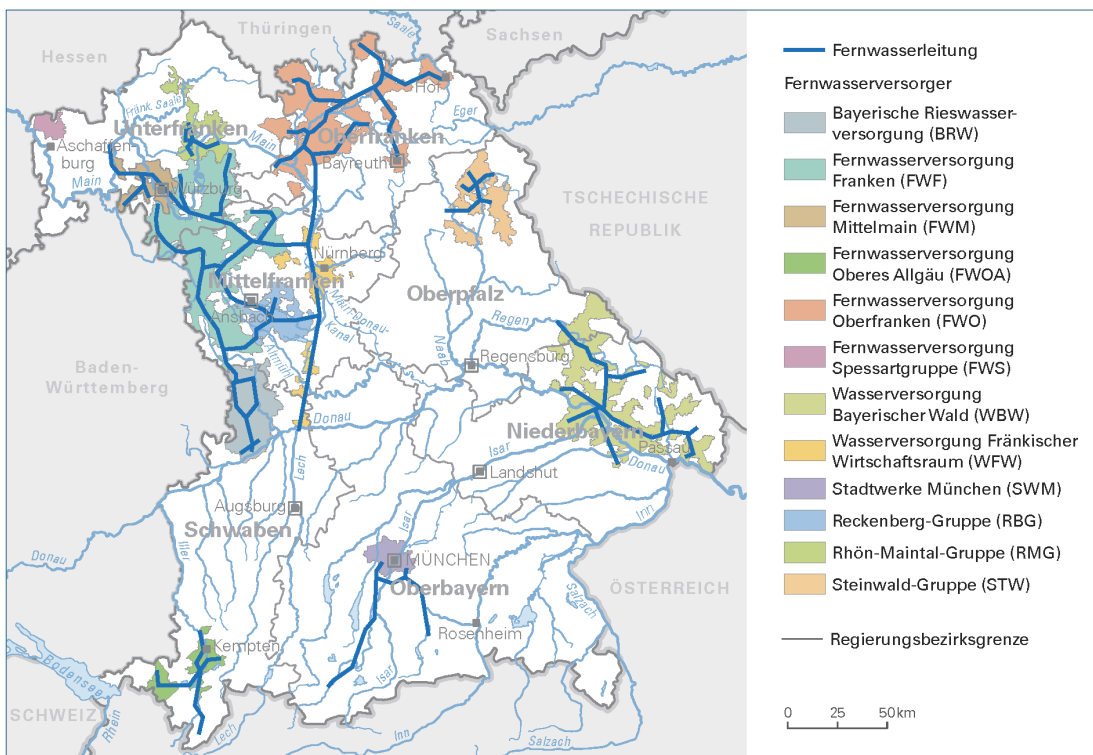 Thüringen
Sachsen
Hessen
Saale
Hof
Eger
Fränk. Saale
Unterfranken
Oberfranken
Main
Aschaffen-
burg
Bayreuth
Main
Würzburg
TSCHECHISCHE
REPUBLIK
Nürnberg
Mittelfranken
Oberpfalz
Ansbach
Main-Donau-
Kanal
Altmühl
Naab
Regen
Regensburg
Baden-
Württemberg
Donau
Niederbayern
Passau
Isar
Donau
Lech
Landshut
Augsburg
Isar
Inn
Schwaben
Iller
MÜNCHEN
Donau
Oberbayern
ÖSTERREICH
Salzach
Rosenheim
Kempten
Bodensee
Isar
SCHWEIZ
Rhein
Lech
Inn
Salzach
Fernwasserleitung
Fernwasserversorger
Bayerische Rieswasser-
versorgung (BRW)
Fernwasserversorgung
Franken (FWF)
Fernwasserversorgung
Mittelmain (FWM)
Fernwasserversorgung
Oberes Allgäu (FWOA)
Fernwasserversorgung
Oberfranken (FWO)
Fernwasserversorgung
Spessartgruppe (FWS)
Wasserversorgung
Bayerischer Wald (WBW)
Wasserversorgung Fränkischer
Wirtschaftsraum (WFW)
Stadtwerke München (SWM)
Reckenberg-Gruppe (RBG)
Rhön-Maintal-Gruppe (RMG)
Steinwald-Gruppe (STW)
Regierungsbezirksgrenze
0 25 50 km